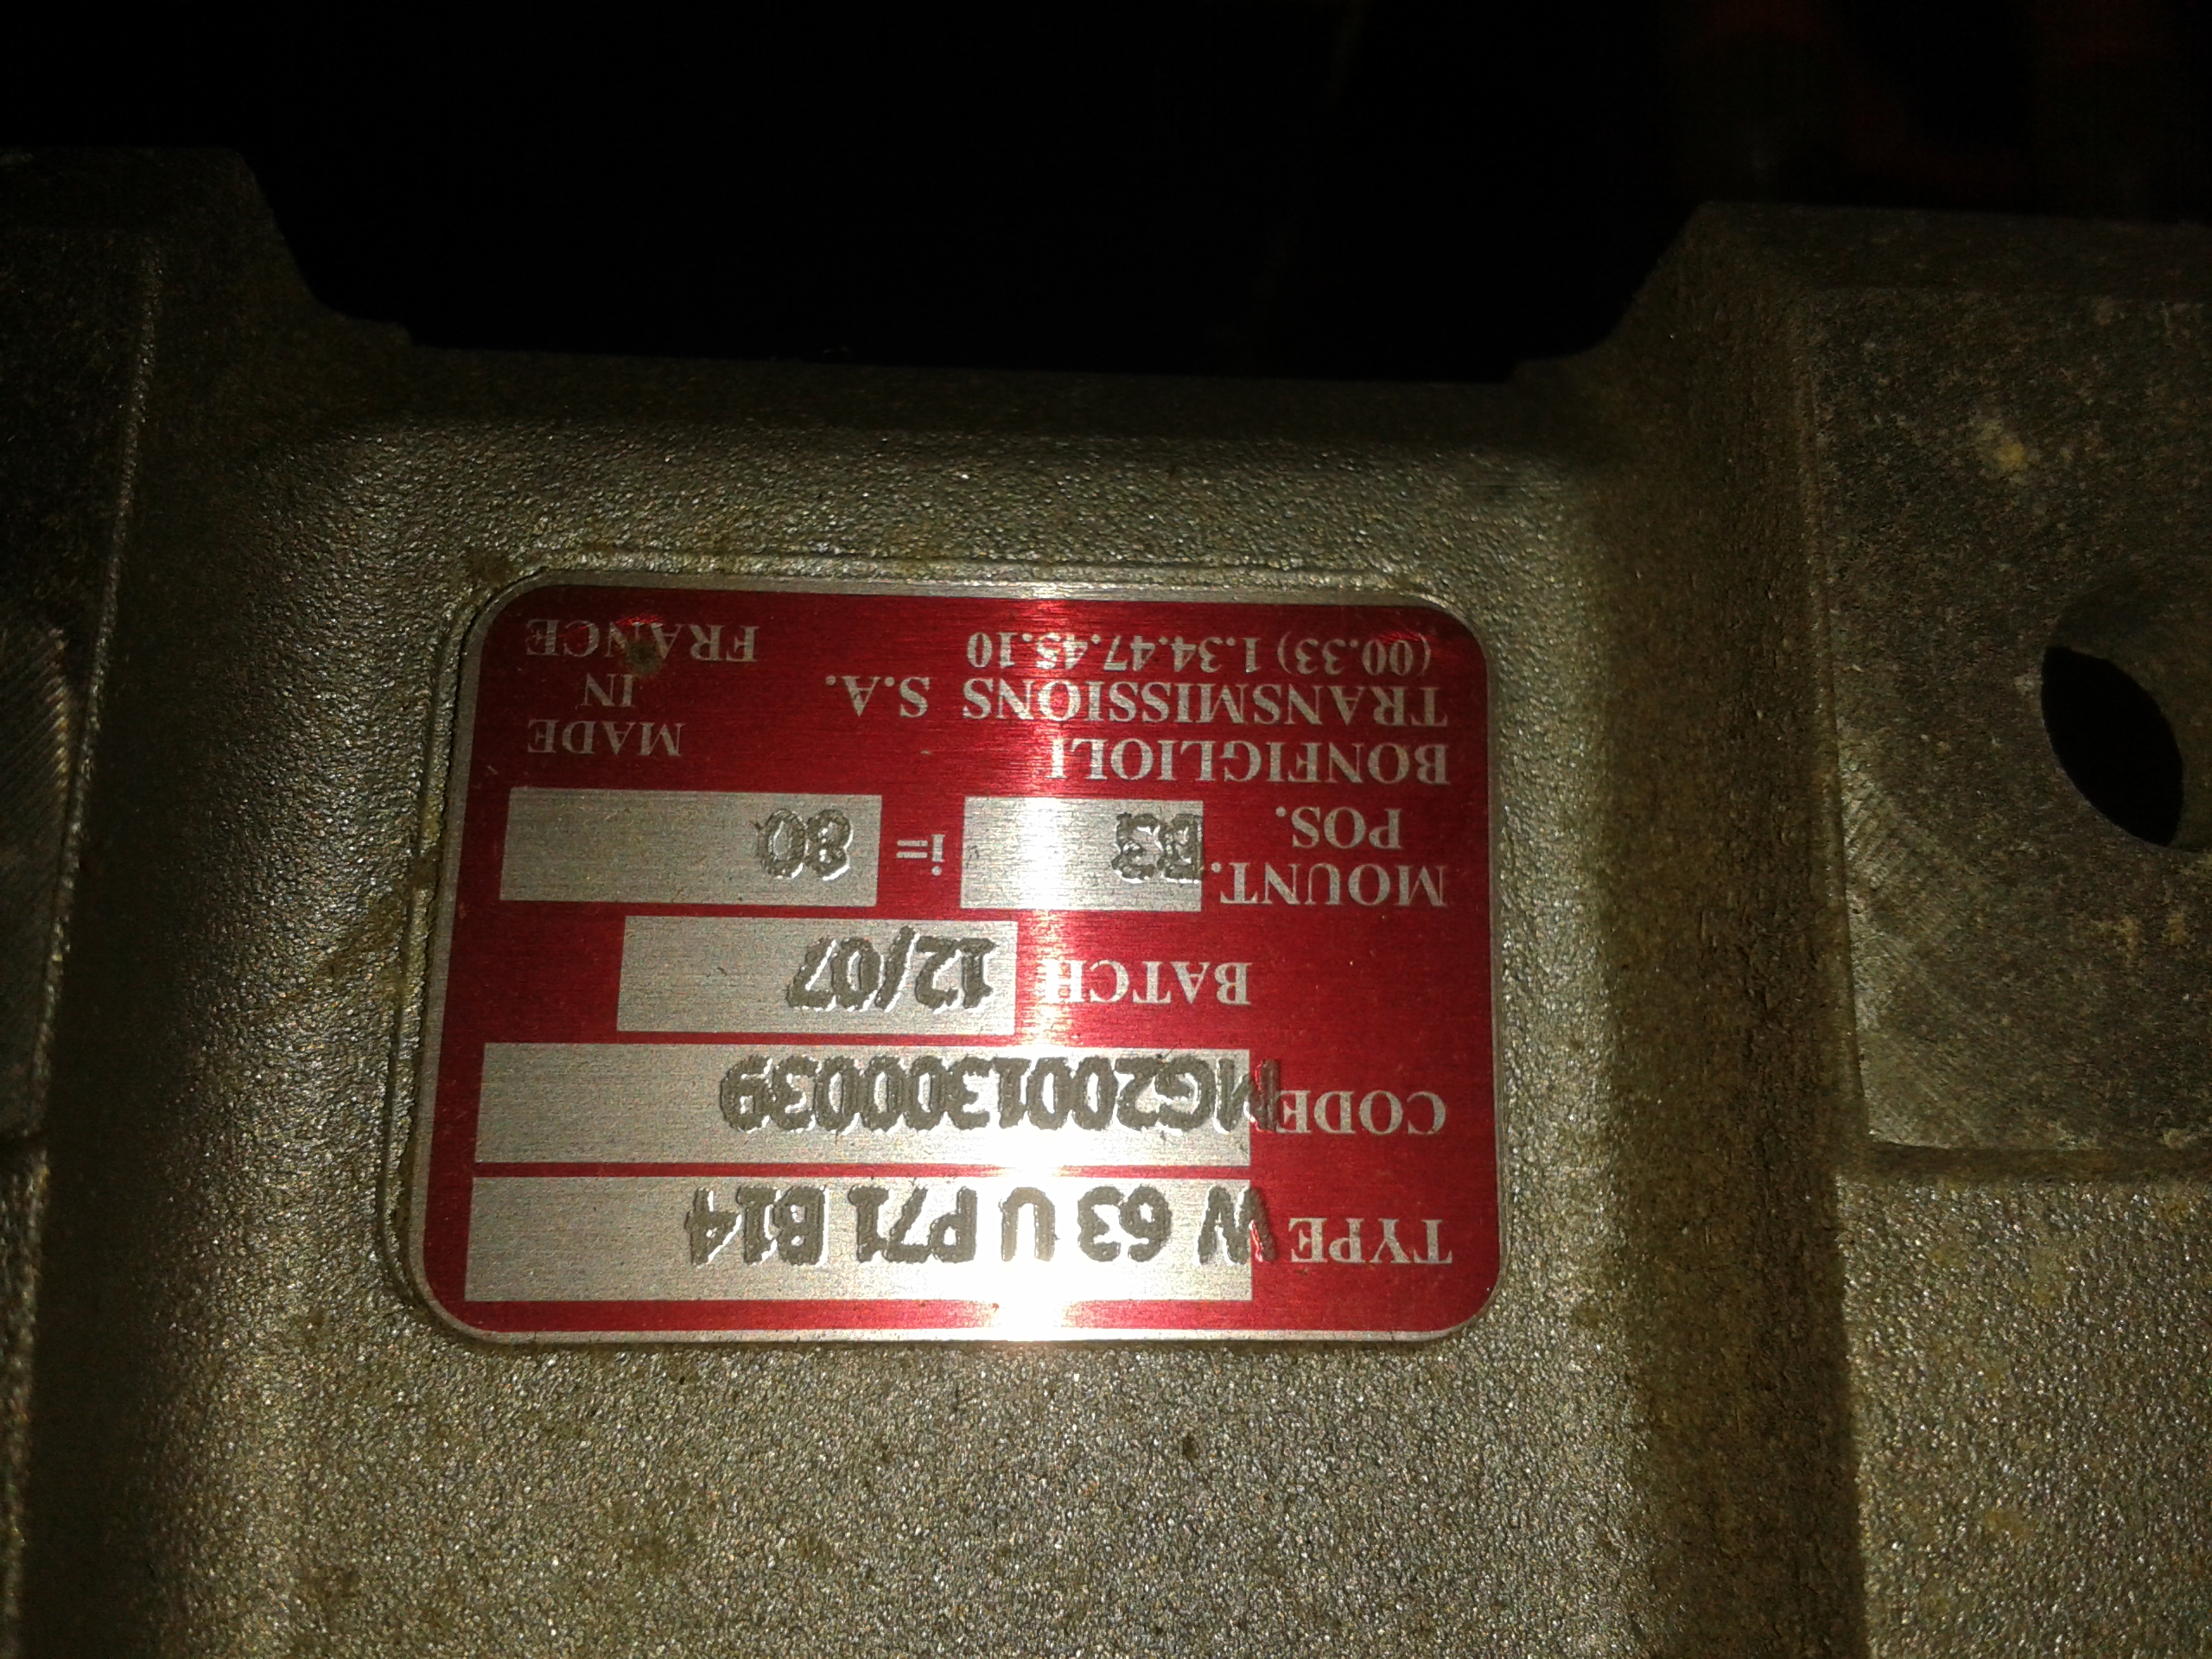 TYPE W 63 U P71 B14
CODE MG2001300039
BATCH 12/07
MOUNT. B3 i= 80
POS.
BONFIGLIOLI MADE
TRANSMISSIONS S.A. IN
(00.33) 1.34.47.45.10 FRANCE